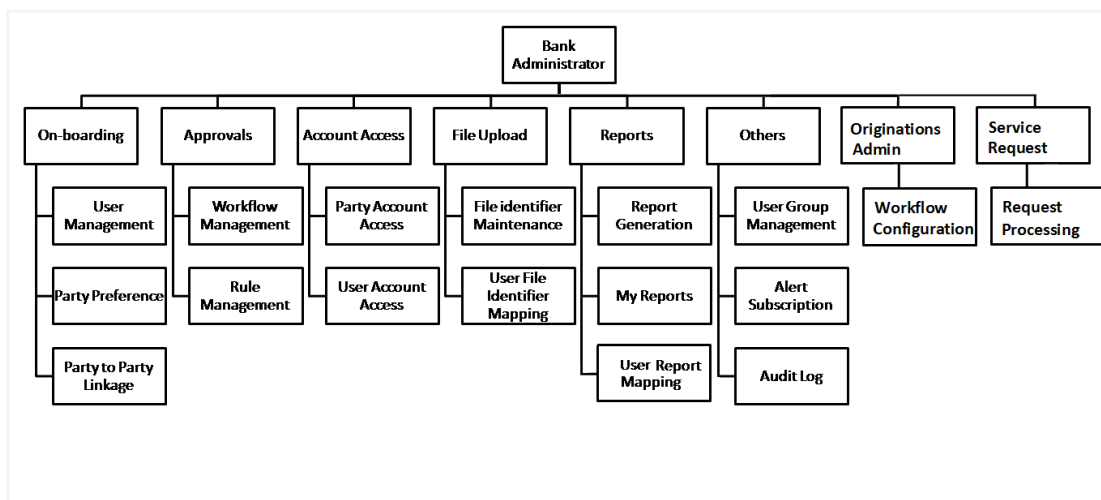 Bank
Administrator
On-boarding
Approvals
Account Access
File Upload
Reports
Others
Originations
Admin
Service
Request
User
Management
Workflow
Management
Party Account
Access
File identifier
Maintenance
Report
Generation
User Group
Management
Workflow
Configuration
Request
Processing
Party Preference
Rule
Management
User Account
Access
User File
Identifier
Mapping
My Reports
Alert
Subscription
Party to Party
Linkage
User Report
Mapping
Audit Log